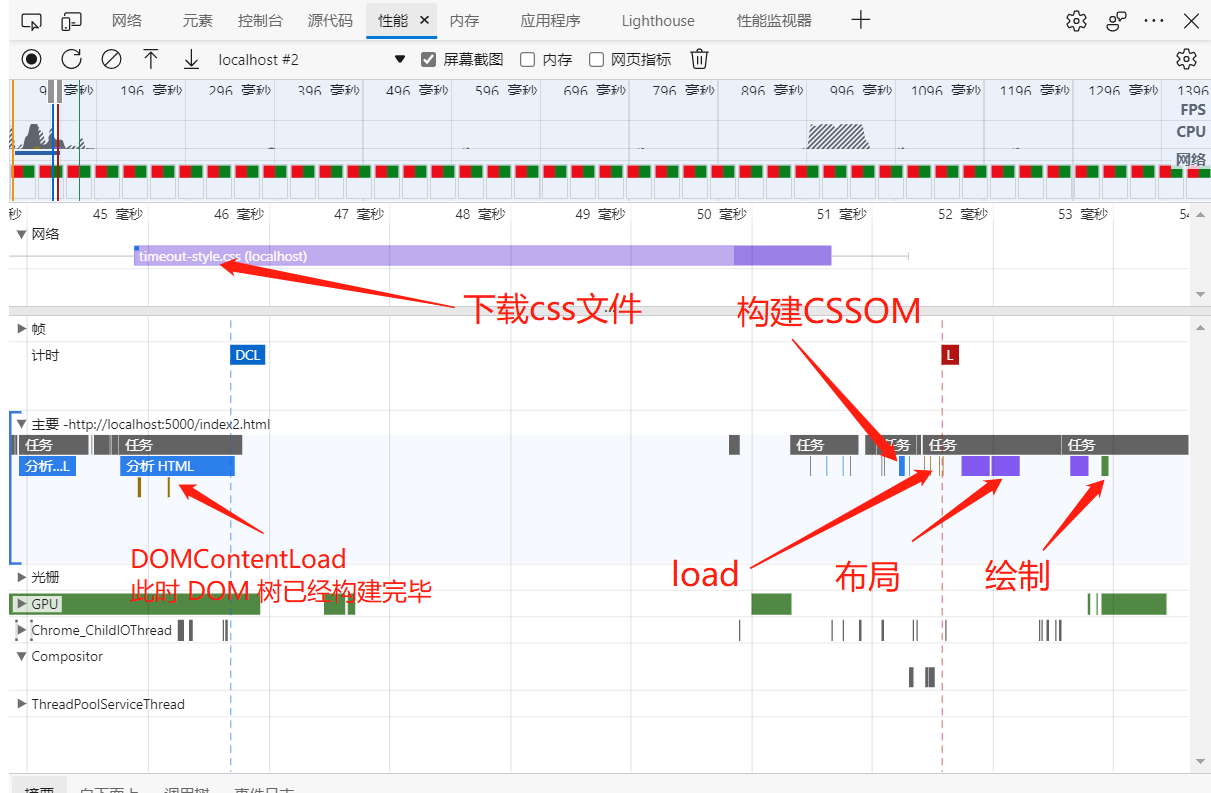 网络 元素 控制台 源代码 性能 × 内存 应用程序 Lighthouse 性能监视器
localhost #2 屏幕截图 内存 网页指标
196 毫秒 296 毫秒 396 毫秒 496 毫秒 596 毫秒 696 毫秒 796 毫秒 896 毫秒 996 毫秒 1096 毫秒 1196 毫秒 1296 毫秒 1396
FPS
CPU
网络
秒 45 毫秒 46 毫秒 47 毫秒 48 毫秒 49 毫秒 50 毫秒 51 毫秒 52 毫秒 53 毫秒
网络
timeout-style.css (localhost)
下载css文件 构建CSSOM
帧
计时 DCL L
主要 -http://localhost:5000/index2.html
任务 任务 任务 任务 任务 任务
分析...L 分析 HTML
DOMContentLoad
此时 DOM 树已经构建完毕
load 布局 绘制
光栅
GPU
Chrome_ChildIOThread
Compositor
ThreadPoolServiceThread
摘要 自下而上 调用树 事件日志